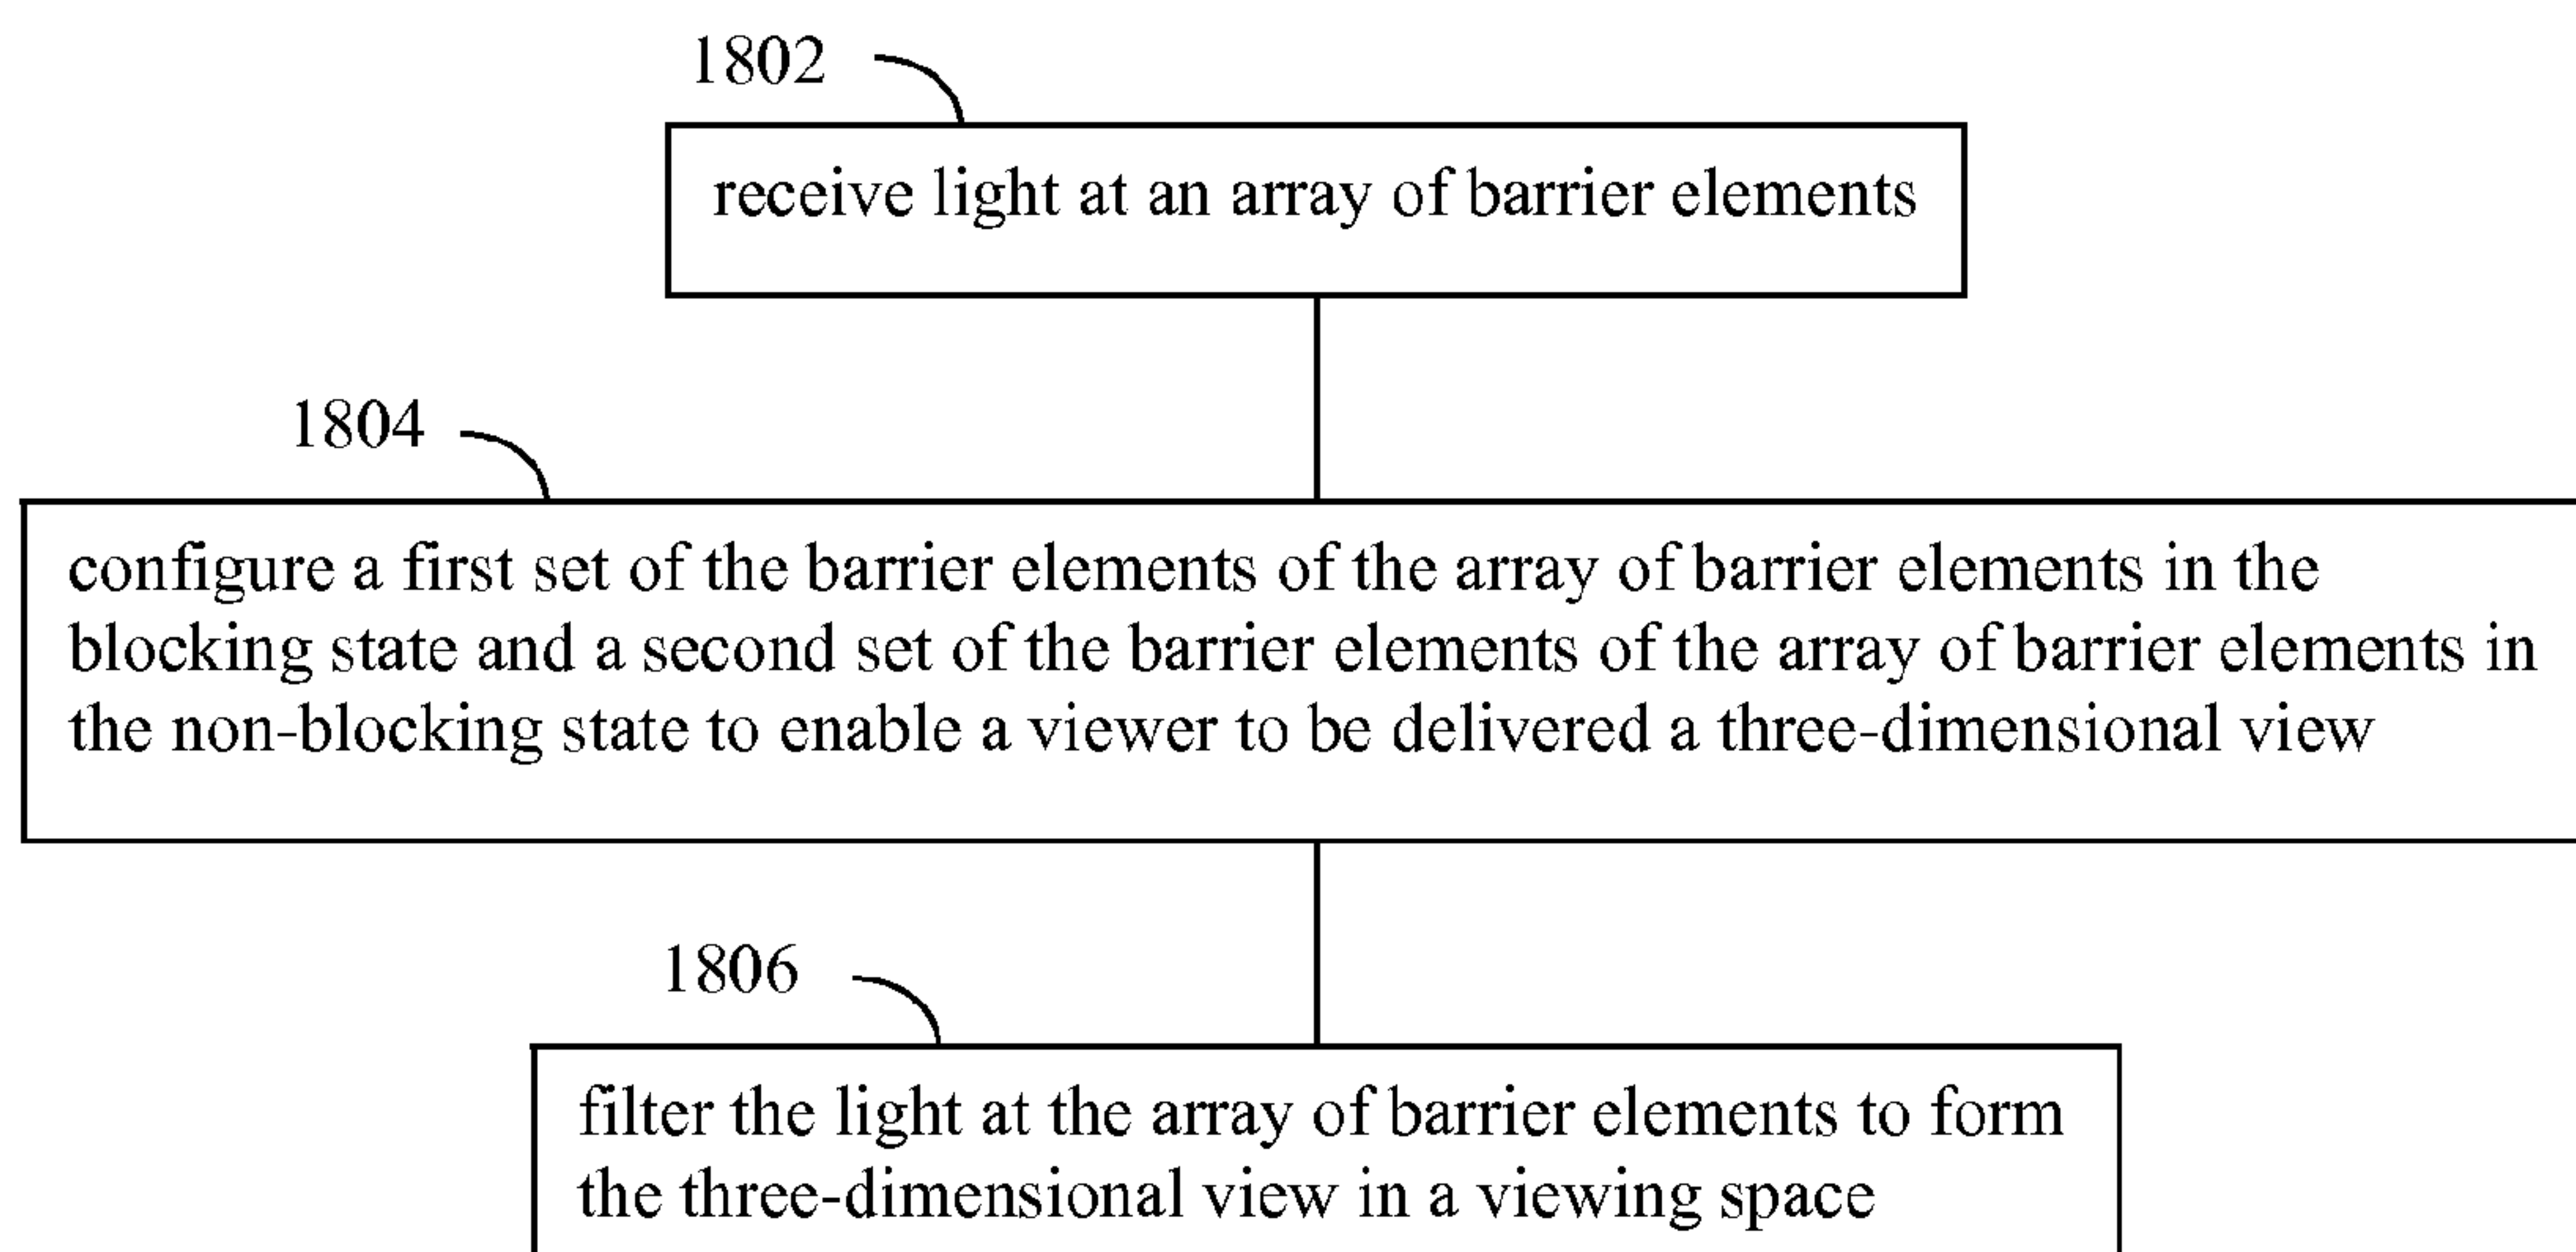 1802
receive light at an array of barrier elements
1804
configure a first set of the barrier elements of the array of barrier elements in the
blocking state and a second set of the barrier elements of the array of barrier elements in
the non-blocking state to enable a viewer to be delivered a three-dimensional view
1806
filter the light at the array of barrier elements to form
the three-dimensional view in a viewing space